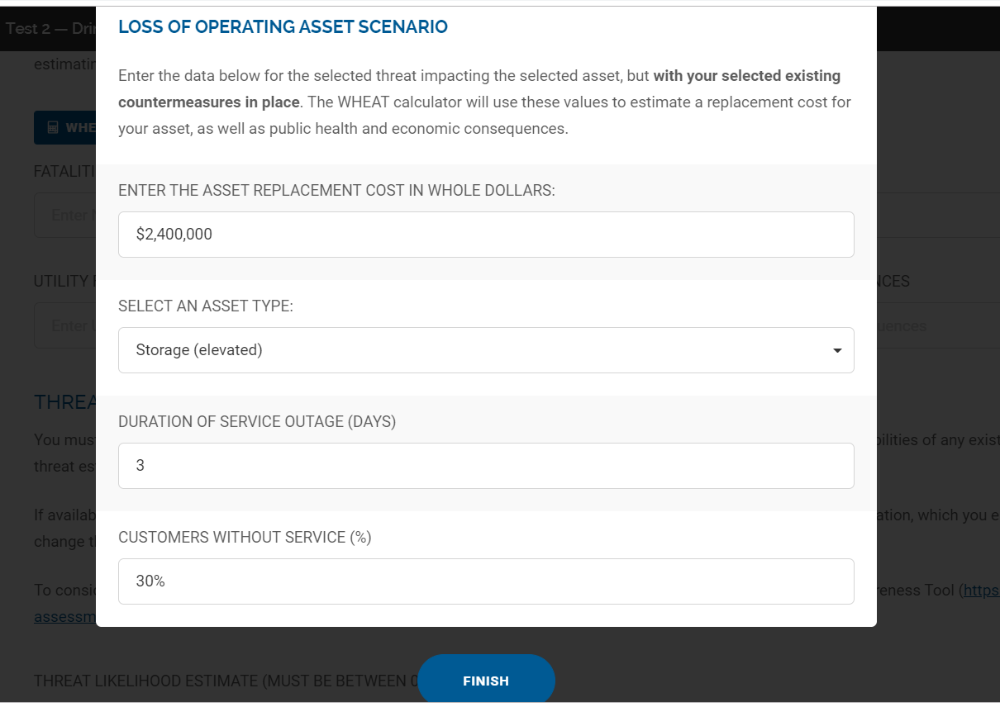 Test 2 — Dri
LOSS OF OPERATING ASSET SCENARIO
Enter the data below for the selected threat impacting the selected asset, but with your selected existing
countermeasures in place. The WHEAT calculator will use these values to estimate a replacement cost for
your asset, as well as public health and economic consequences.
estimatin
WHE
FATALITI
Enter
ENTER THE ASSET REPLACEMENT COST IN WHOLE DOLLARS:
$2,400,000
UTILITY
NCES
Enter
uences
SELECT AN ASSET TYPE:
Storage (elevated)
THREA
DURATION OF SERVICE OUTAGE (DAYS)
You mus
bilities of any exist
threat es
3
If availab
ation, which you e
change t
CUSTOMERS WITHOUT SERVICE (%)
30%
To consi
reness Tool (https
assessm
THREAT LIKELIHOOD ESTIMATE (MUST BE BETWEEN 0
FINISH